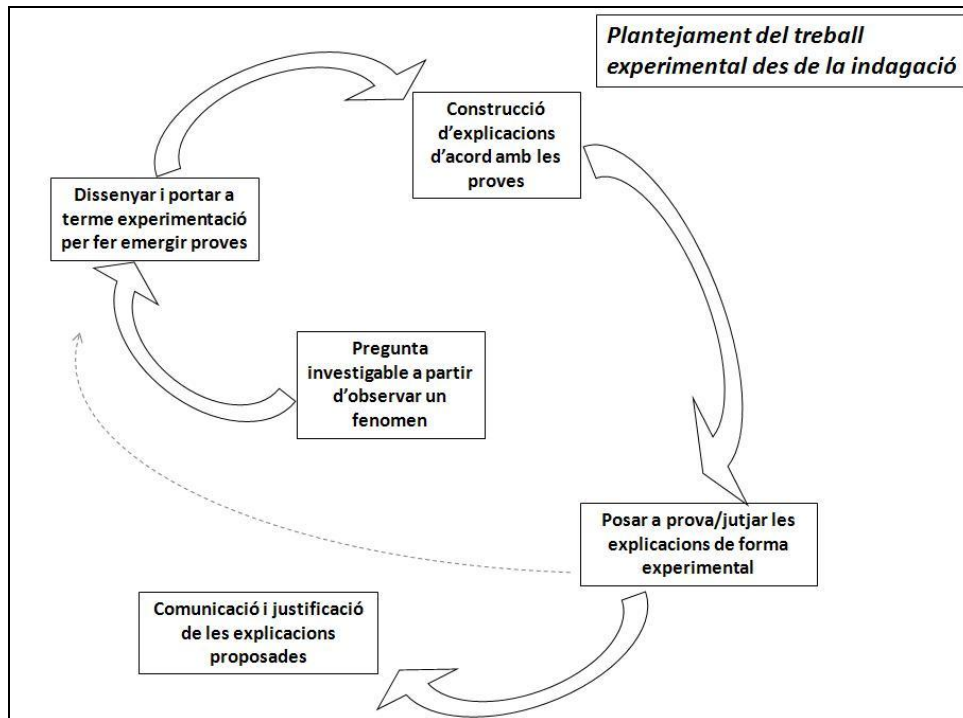 Plantejament del treball
experimental des de la indagació
Construcció
d’explicacions
d’acord amb les
proves
Dissenyar i portar a
terme experimentació
per fer emergir proves
Pregunta
investigable a partir
d’observar un
fenomen
Posar a prova/jutjar les
explicacions de forma
experimental
Comunicació i justificació
de les explicacions
proposades